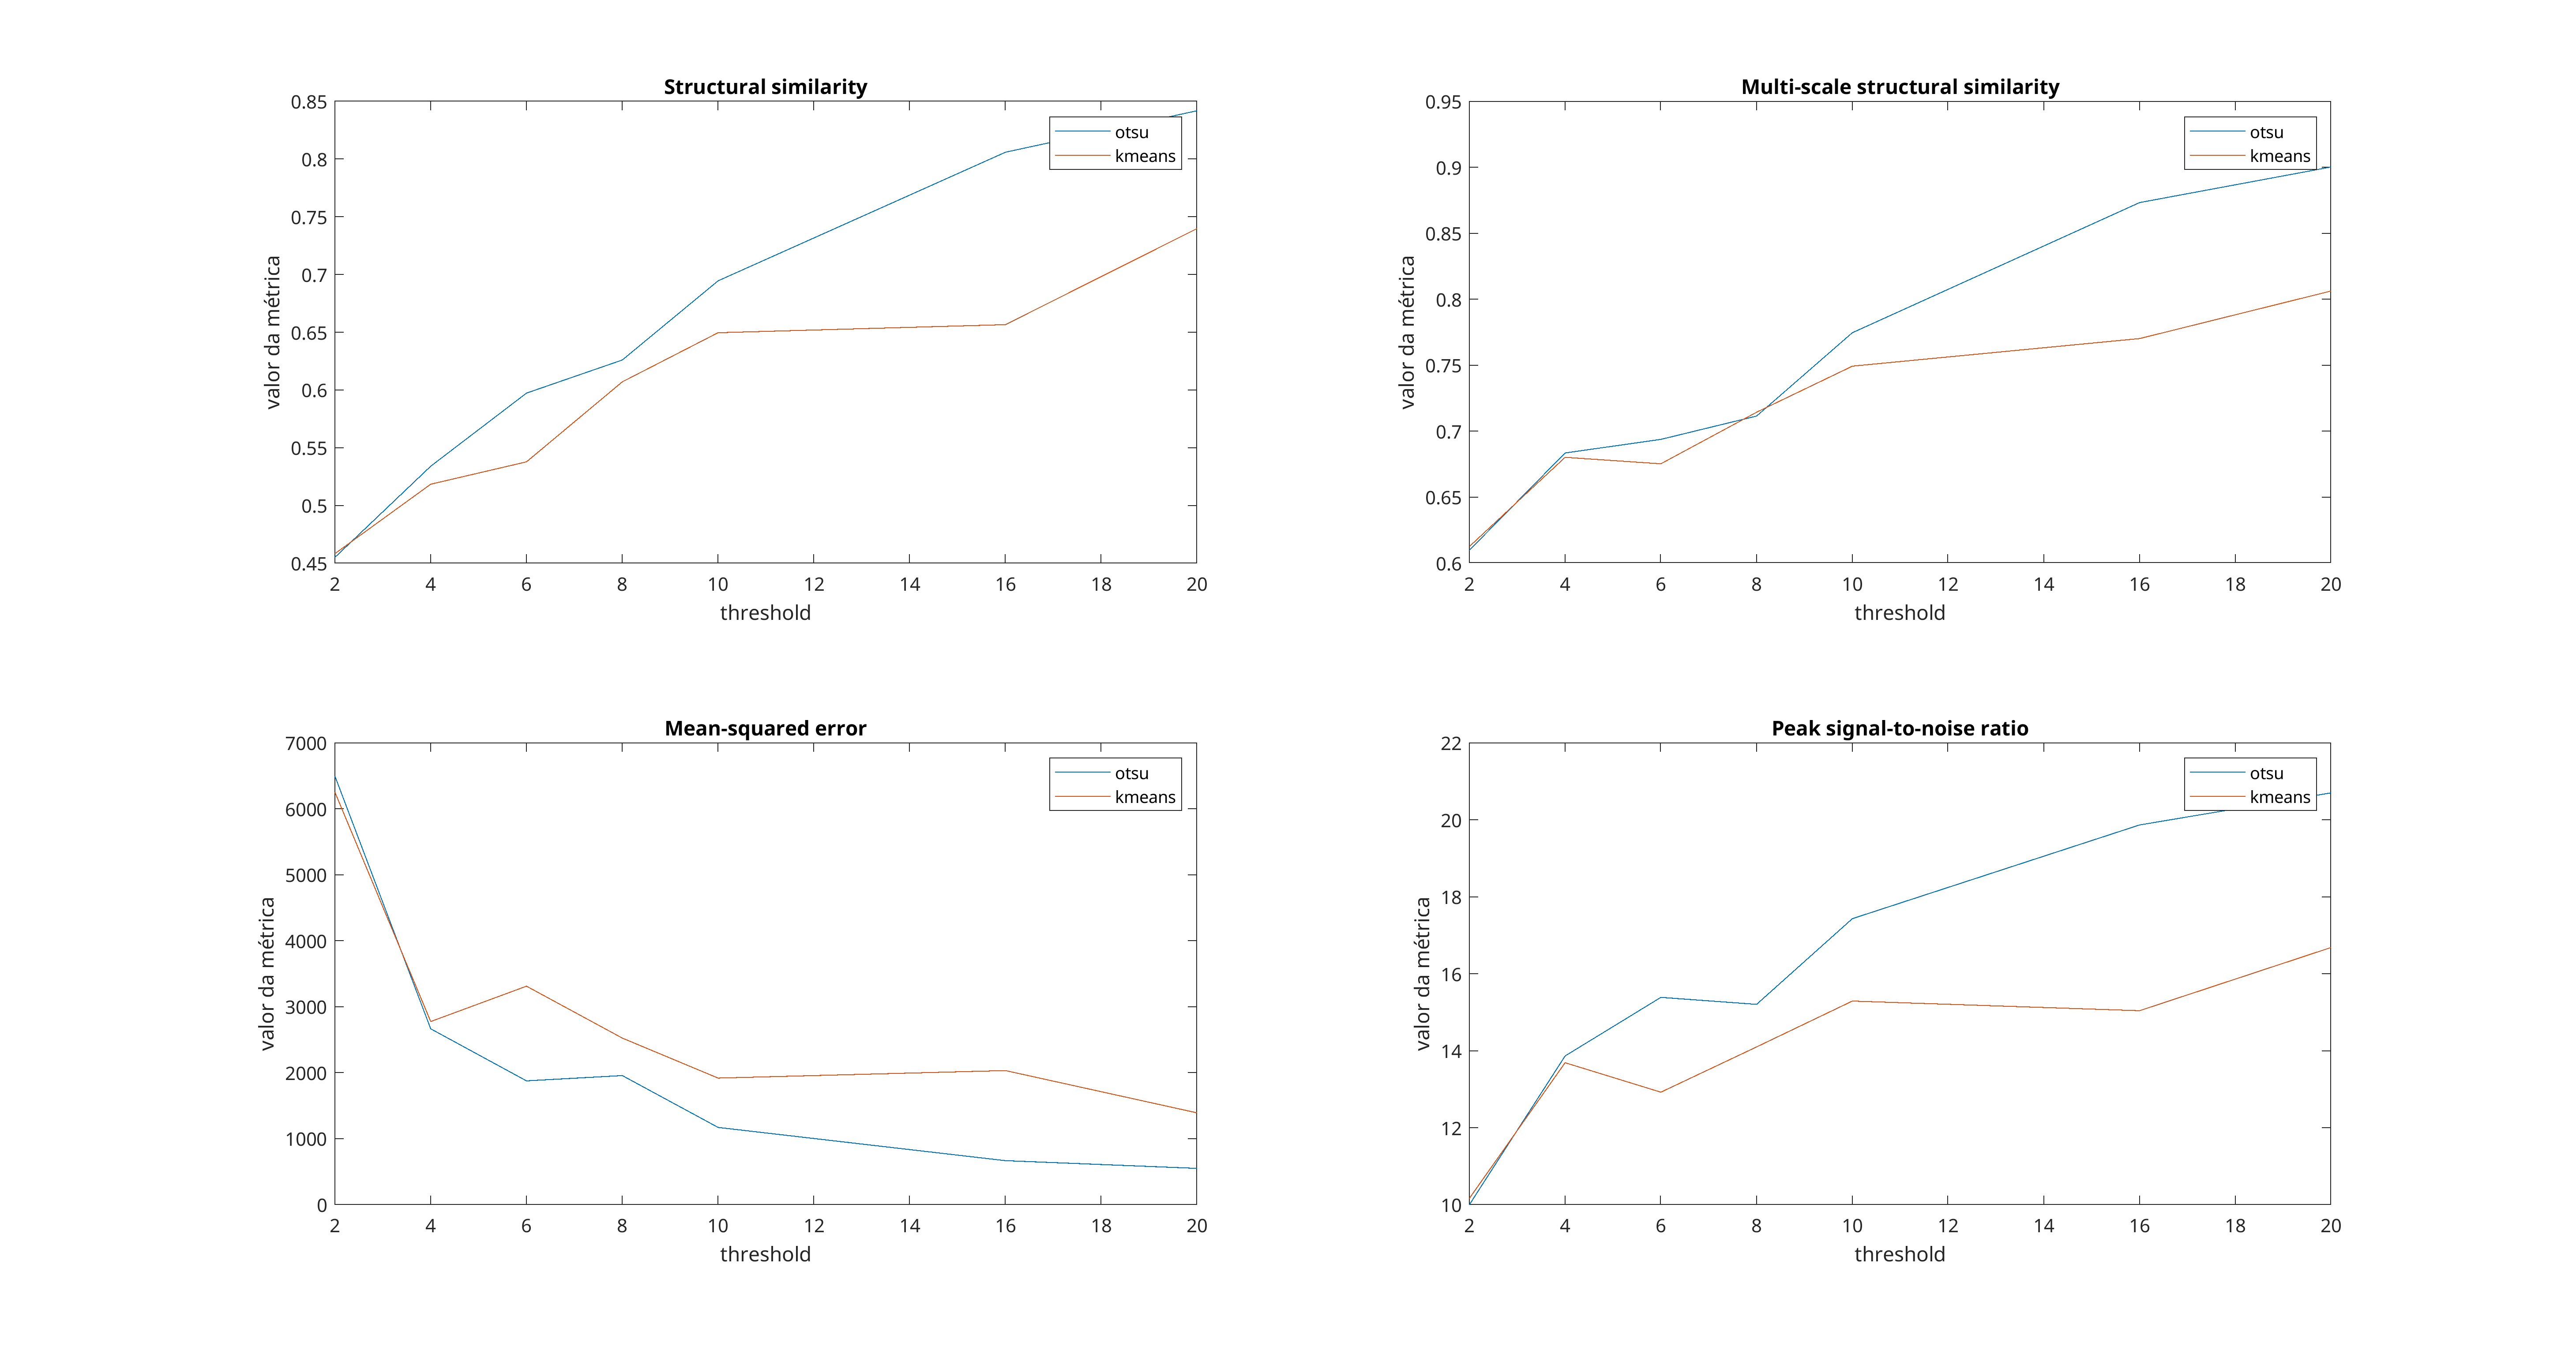 Structural similarity
0.85
0.8
0.75
0.7
0.65
0.6
0.55
0.5
0.45
valor da métrica
otsu
kmeans
2 4 6 8 10 12 14 16 18 20
threshold
Multi-scale structural similarity
0.95
0.9
0.85
0.8
0.75
0.7
0.65
0.6
valor da métrica
otsu
kmeans
2 4 6 8 10 12 14 16 18 20
threshold
Mean-squared error
7000
6000
5000
4000
3000
2000
1000
0
valor da métrica
otsu
kmeans
2 4 6 8 10 12 14 16 18 20
threshold
Peak signal-to-noise ratio
22
20
18
16
14
12
10
valor da métrica
otsu
kmeans
2 4 6 8 10 12 14 16 18 20
threshold